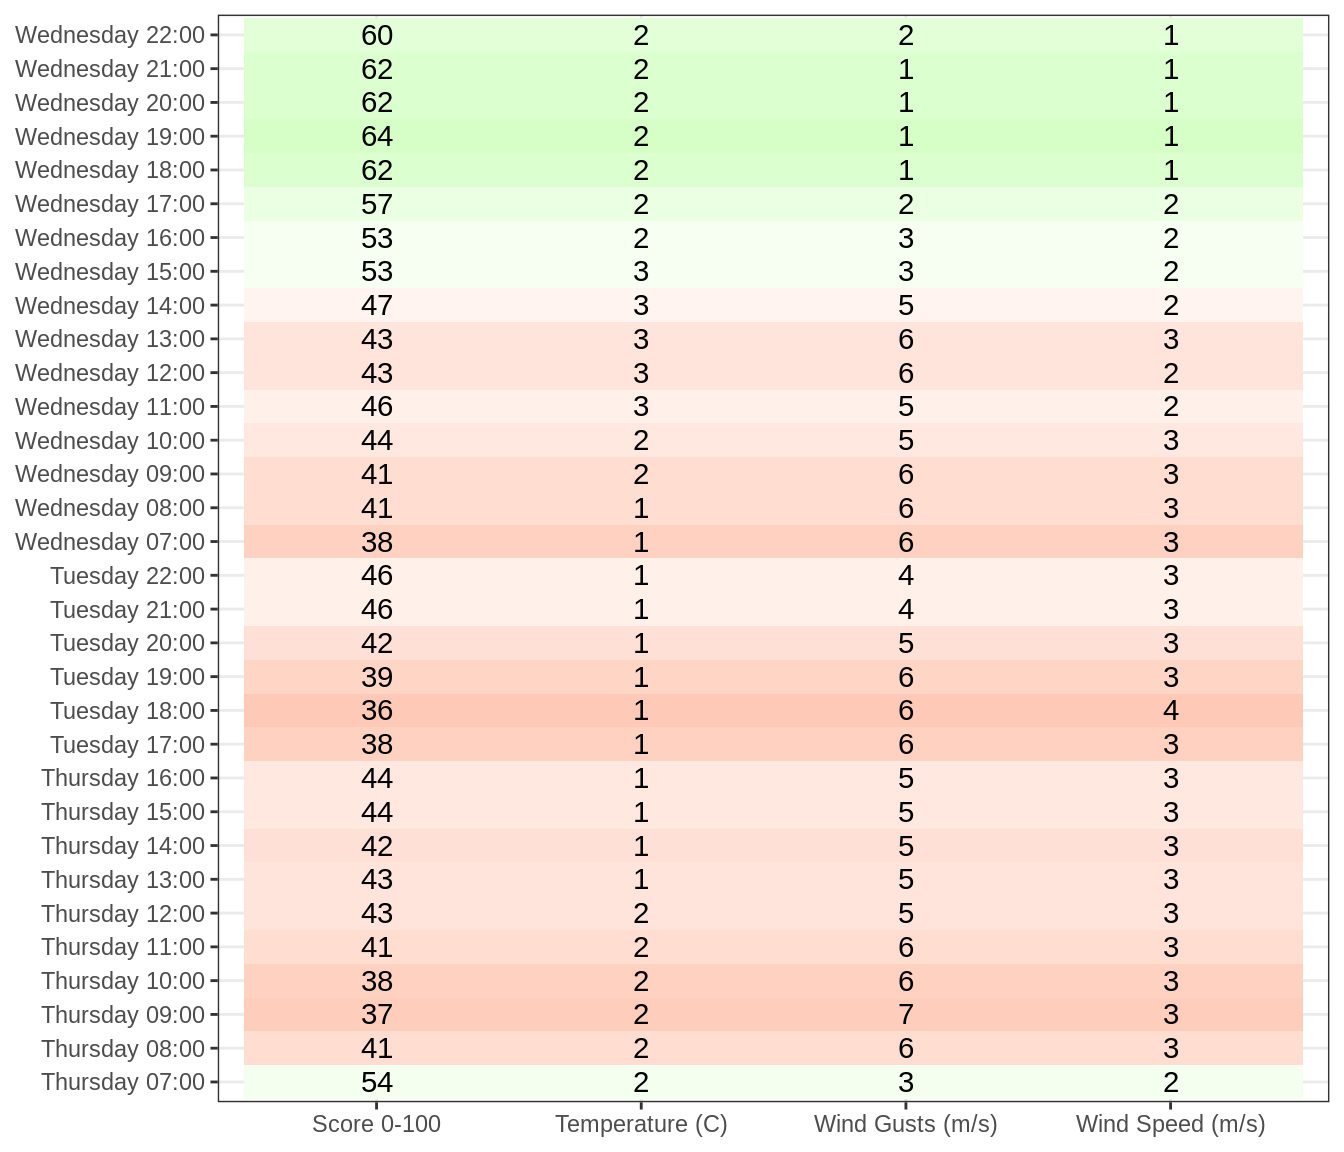 Wednesday 22:00 60 2 2 1
Wednesday 21:00 62 2 1 1
Wednesday 20:00 62 2 1 1
Wednesday 19:00 64 2 1 1
Wednesday 18:00 62 2 1 1
Wednesday 17:00 57 2 2 2
Wednesday 16:00 53 2 3 2
Wednesday 15:00 53 3 3 2
Wednesday 14:00 47 3 5 2
Wednesday 13:00 43 3 6 3
Wednesday 12:00 43 3 6 2
Wednesday 11:00 46 3 5 2
Wednesday 10:00 44 2 5 3
Wednesday 09:00 41 2 6 3
Wednesday 08:00 41 1 6 3
Wednesday 07:00 38 1 6 3
Tuesday 22:00 46 1 4 3
Tuesday 21:00 46 1 4 3
Tuesday 20:00 42 1 5 3
Tuesday 19:00 39 1 6 3
Tuesday 18:00 36 1 6 4
Tuesday 17:00 38 1 6 3
Thursday 16:00 44 1 5 3
Thursday 15:00 44 1 5 3
Thursday 14:00 42 1 5 3
Thursday 13:00 43 1 5 3
Thursday 12:00 43 2 5 3
Thursday 11:00 41 2 6 3
Thursday 10:00 38 2 6 3
Thursday 09:00 37 2 7 3
Thursday 08:00 41 2 6 3
Thursday 07:00 54 2 3 2
Score 0-100 Temperature (C) Wind Gusts (m/s) Wind Speed (m/s)